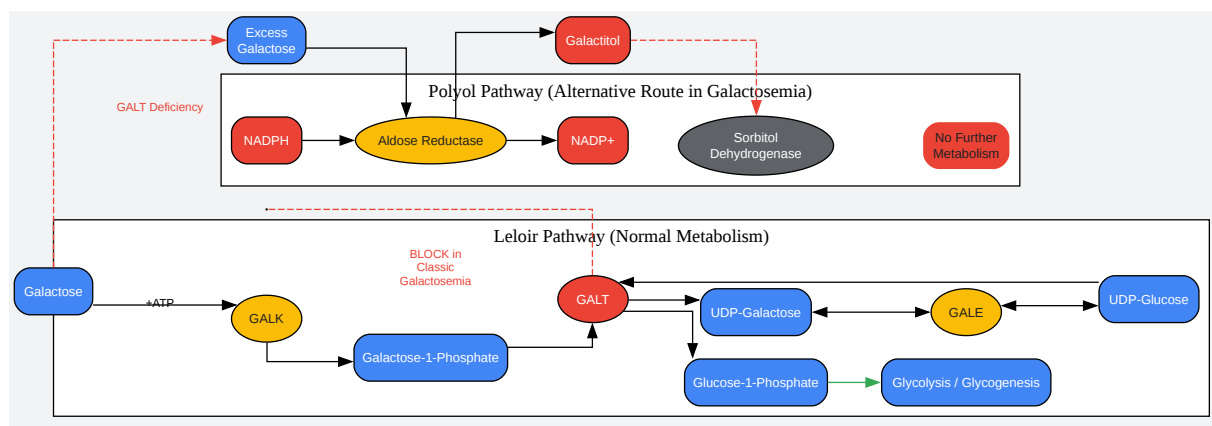 Excess
Galactose
Galactitol
GALT Deficiency
Polyol Pathway (Alternative Route in Galactosemia)
NADPH
Aldose Reductase
NADP+
Sorbitol
Dehydrogenase
No Further
Metabolism
Leloir Pathway (Normal Metabolism)
BLOCK in
Classic
Galactosemia
Galactose
+ATP
GALK
GALT
UDP-Galactose
GALE
UDP-Glucose
Galactose-1-Phosphate
Glucose-1-Phosphate
Glycolysis / Glycogenesis